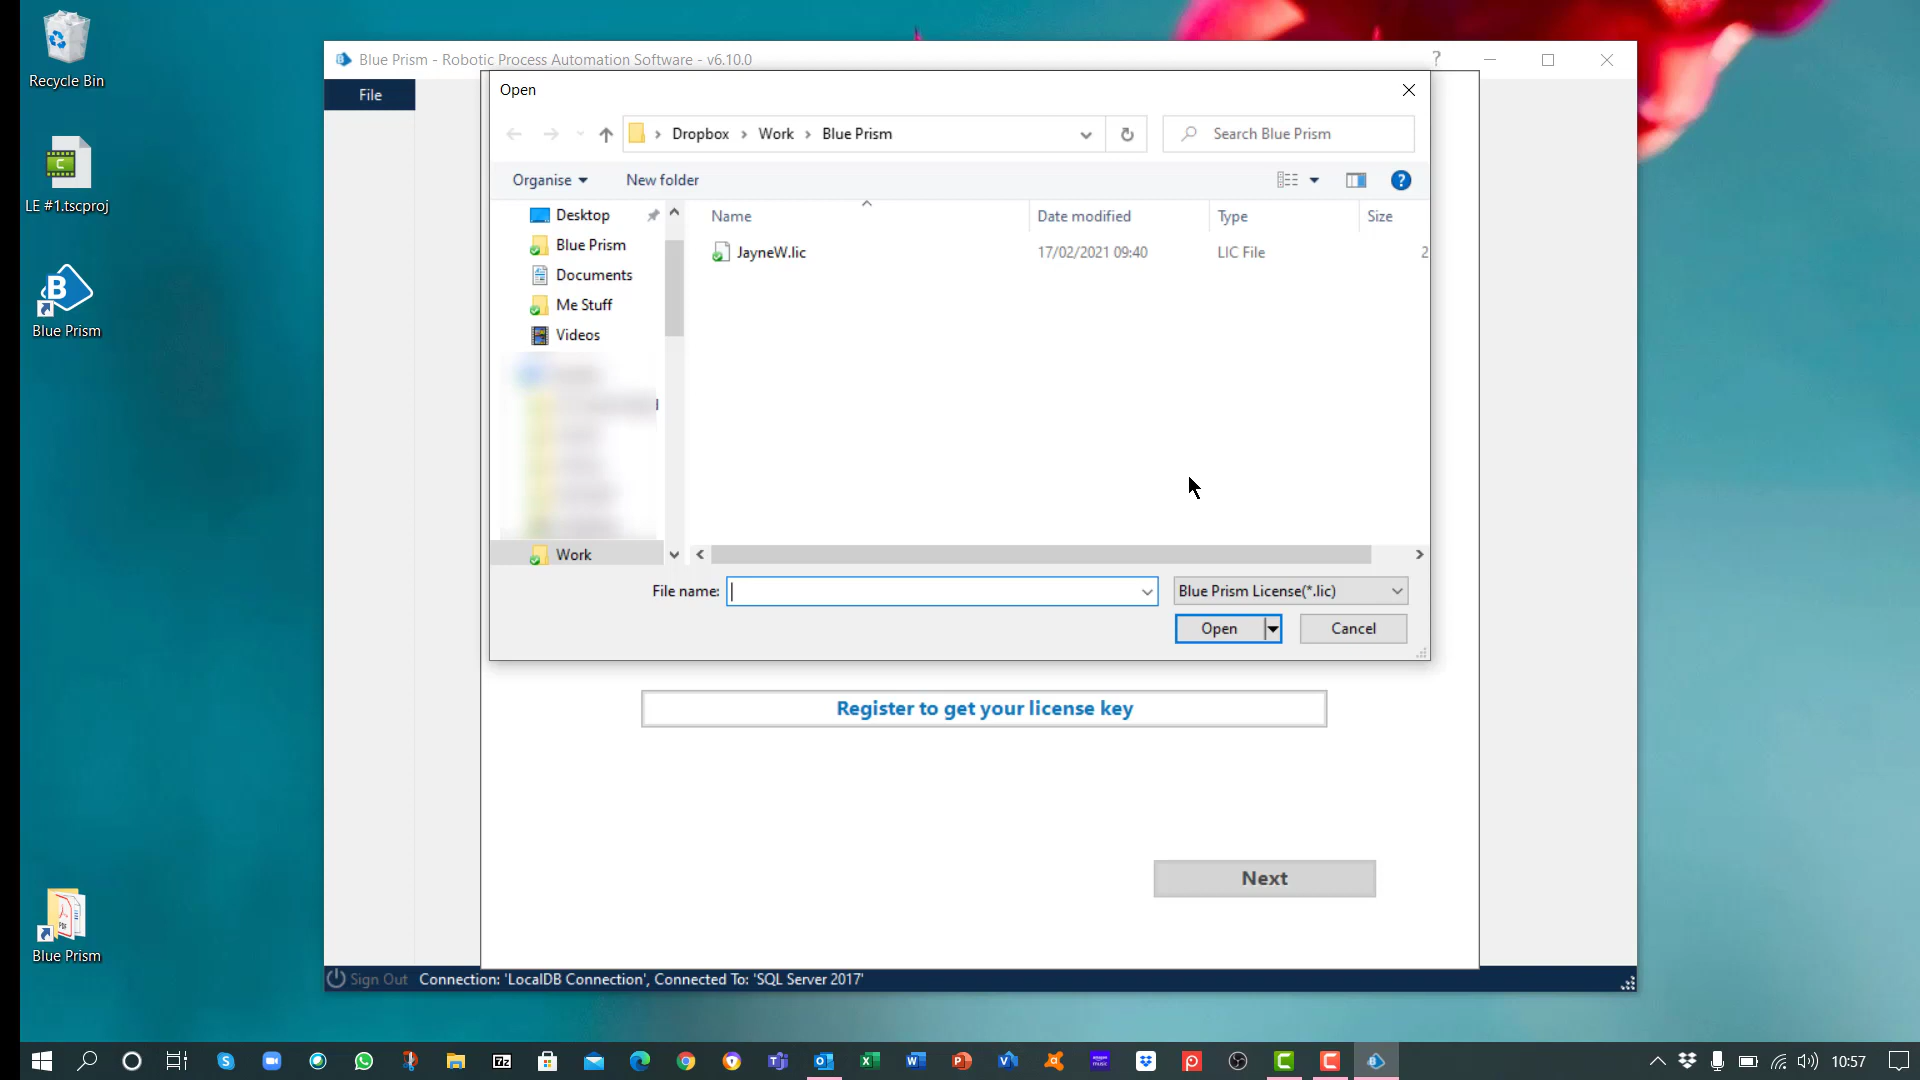 Recycle Bin
LE #1.tscproj
Blue Prism
Blue Prism
Blue Prism - Robotic Process Automation Software - v6.10.0
File
Open
Dropbox > Work > Blue Prism
Search Blue Prism
Organise
New folder
Desktop
Blue Prism
Documents
Me Stuff
Videos
Work
Name Date modified Type Size
JayneW.lic 17/02/2021 09:40 LIC File 2
File name:
Blue Prism License(*.lic)
Open
Cancel
Register to get your license key
Next
Sign Out Connection: 'LocalDB Connection', Connected To: 'SQL Server 2017'
10:57